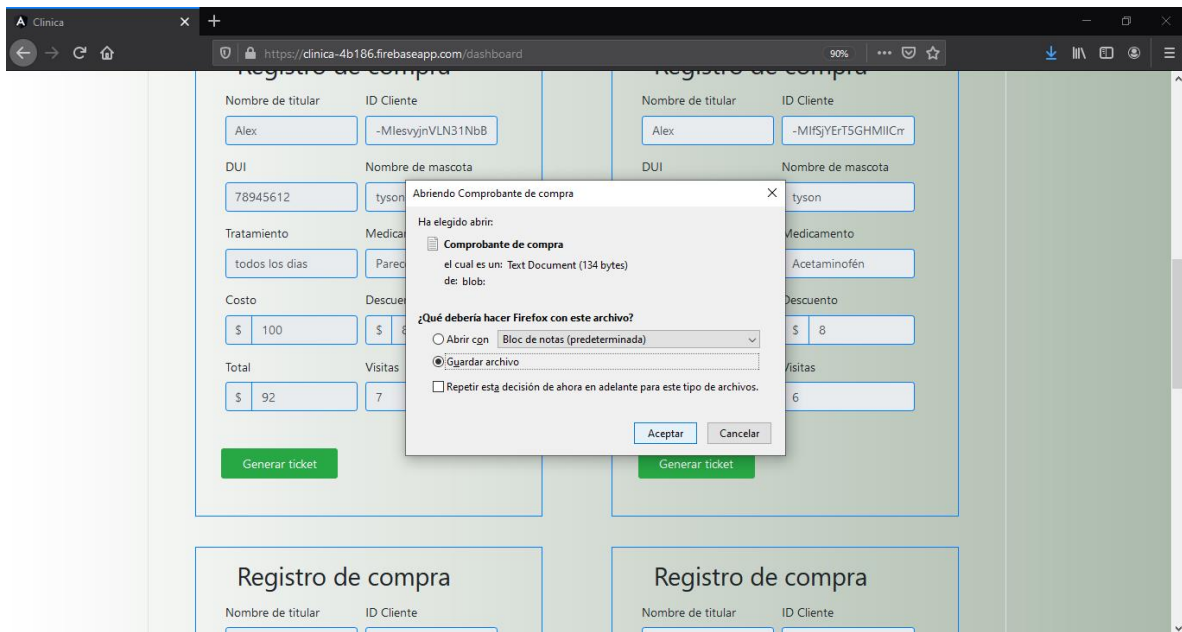 Clinica
https://clinica-4b186.firebaseapp.com/dashboard
90%
Registro de compra
Registro de compra
Nombre de titular
ID Cliente
Nombre de titular
ID Cliente
Alex
-MIesvyjnVLN31NbB
Alex
DUI
Nombre de mascota
DUI
Nombre de mascota
78945612
tyson
tyson
Abriendo Comprobante de compra
Ha elegido abrir:
Comprobante de compra
el cual es un: Text Document (134 bytes)
de: blob:
¿Qué debería hacer Firefox con este archivo?
Abrir con
Bloc de notas (predeterminada)
Guardar archivo
Repetir esta decisión de ahora en adelante para este tipo de archivos.
Aceptar
Cancelar
Tratamiento
Medicamento
todos los dias
Acetaminofén
Costo
Descuento
$ 100
$
$ 8
Total
Visitas
Visitas
$ 92
7
6
Generar ticket
Generar ticket
Registro de compra
Registro de compra
Nombre de titular
ID Cliente
Nombre de titular
ID Cliente